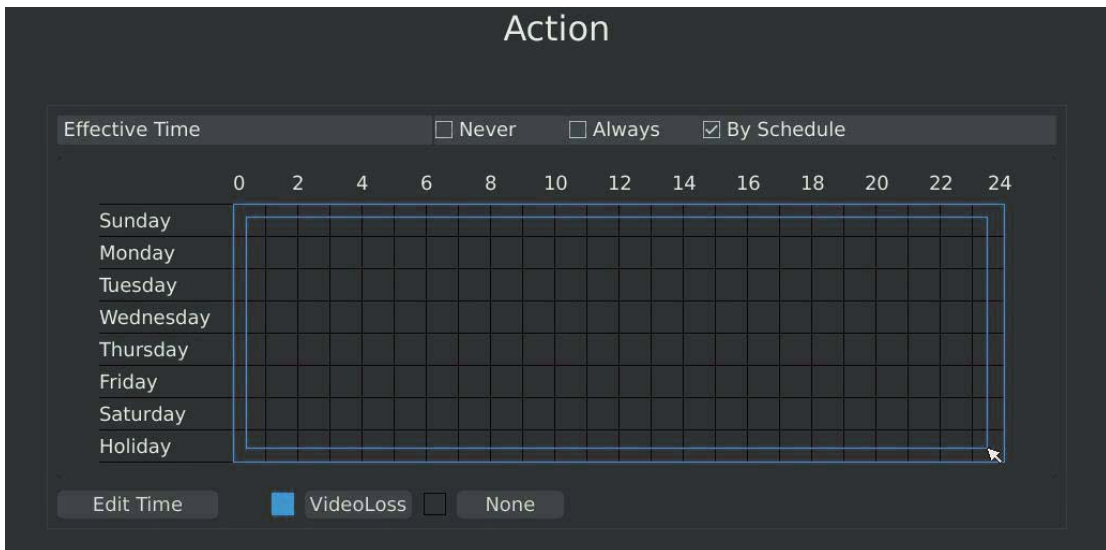 Action
Effective Time Never Always By Schedule
0 2 4 6 8 10 12 14 16 18 20 22 24
Sunday
Monday
Tuesday
Wednesday
Thursday
Friday
Saturday
Holiday
Edit Time VideoLoss None